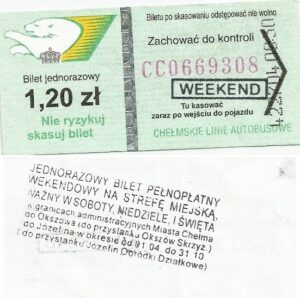 Biletu po skasowaniu odstępować nie wolno
Zachować do kontroli
CC0669308
Bilet jednorazowy
1,20 zł
Nie ryzykuj
skasuj bilet
WEEKEND
Tu kasować
zaraz po wejściu do pojazdu
CHEŁMSKIE LINIE AUTOBUSOWE
JEDNORAZOWY BILET PEŁNOPŁATNY
WEKENDOWY NA STREFĘ MIEJSKĄ,
WAŻNY W SOBOTY, NIEDZIELE, I ŚWIĘTA
w granicach administracyjnych Miasta Chełma
do Okszowa (do przystanku Okszów Skrzyż.)
do Józefina w okresie od 01 04 do 31 10
(do przystanku Józefin Ogródki Działkowe)